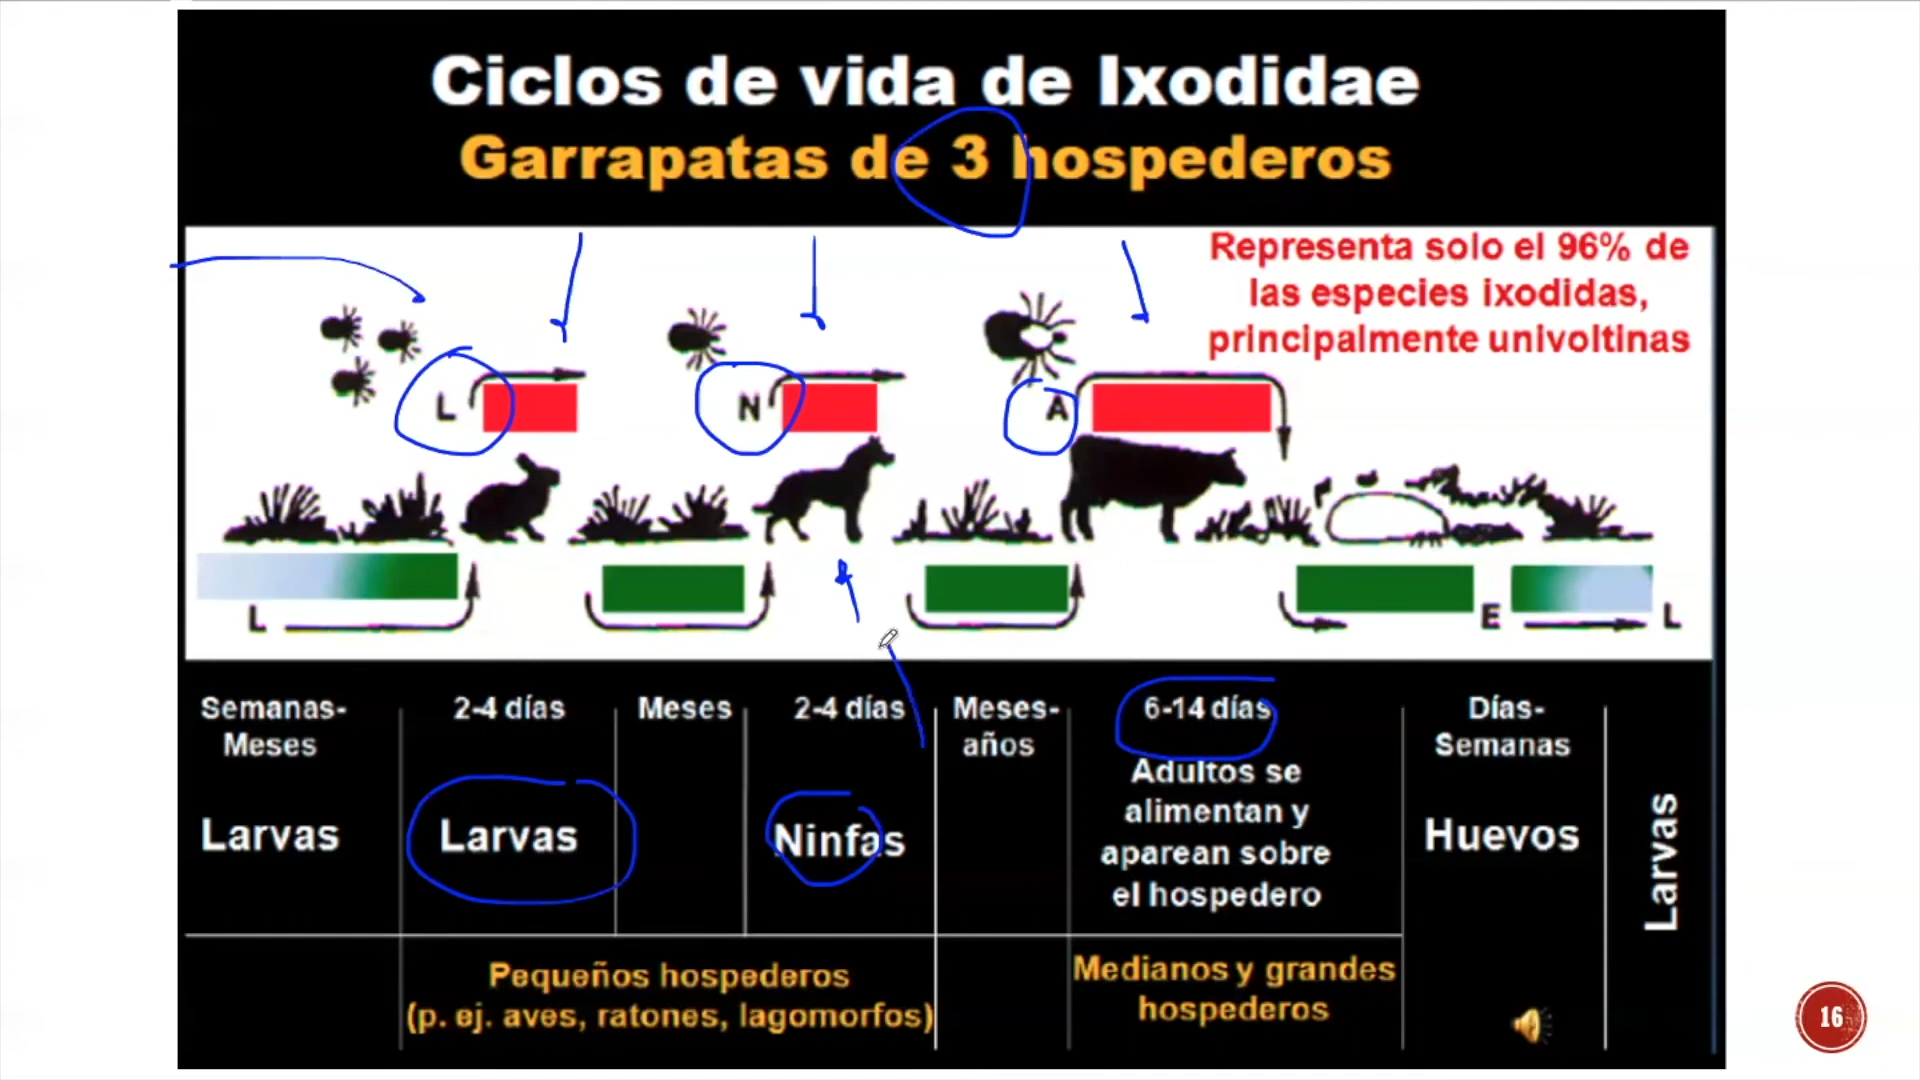 Ciclos de vida de Ixodidae
Garrapatas de 3 hospederos
Representa solo el 96% de
las especies ixodidas,
principalmente univoltinas
L
N
A
L
E
L
Semanas-
Meses
2-4 días
Meses
2-4 días
Meses-
años
6-14 días
Días-
Semanas
Larvas
Larvas
Ninfas
Adultos se
alimentan y
aparean sobre
el hospedero
Huevos
Larvas
Pequeños hospederos
(p. ej. aves, ratones, lagomorfos)
Medianos y grandes
hospederos
16